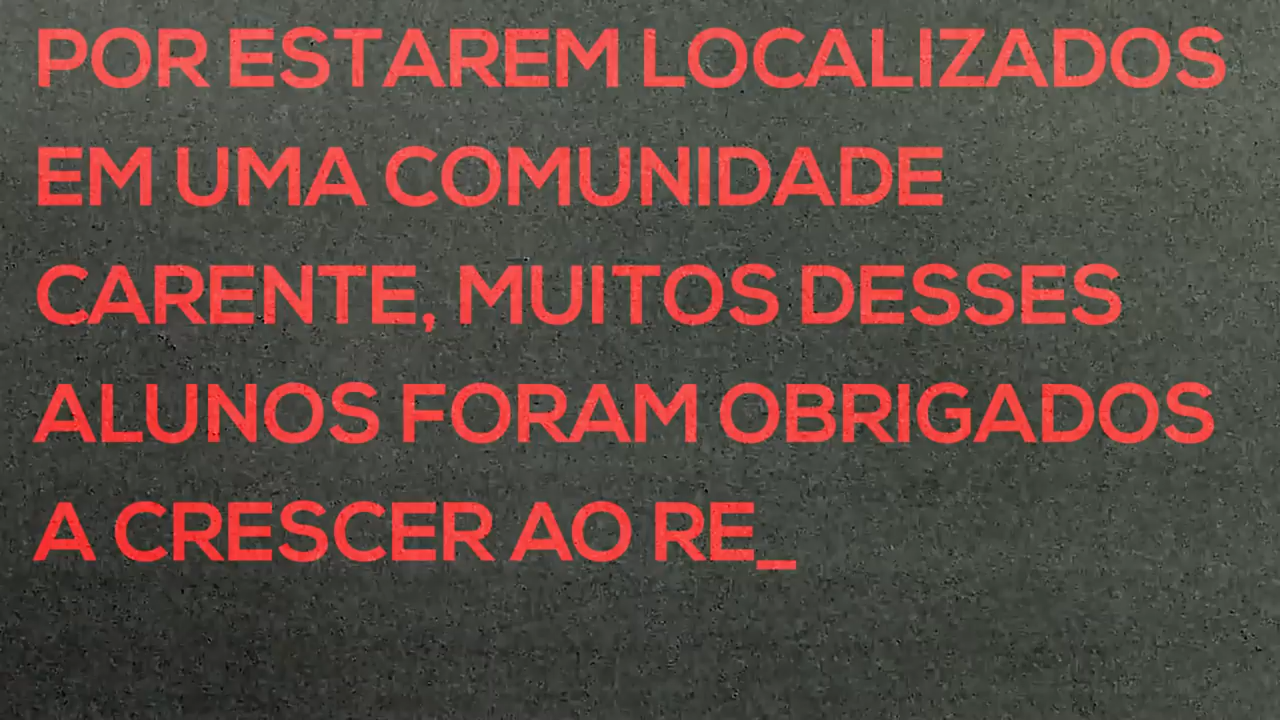 POR ESTAREM LOCALIZADOS
EM UMA COMUNIDADE
CARENTE, MUITOS DESSES
ALUNOS FORAM OBRIGADOS
A CRESCER AO RE_